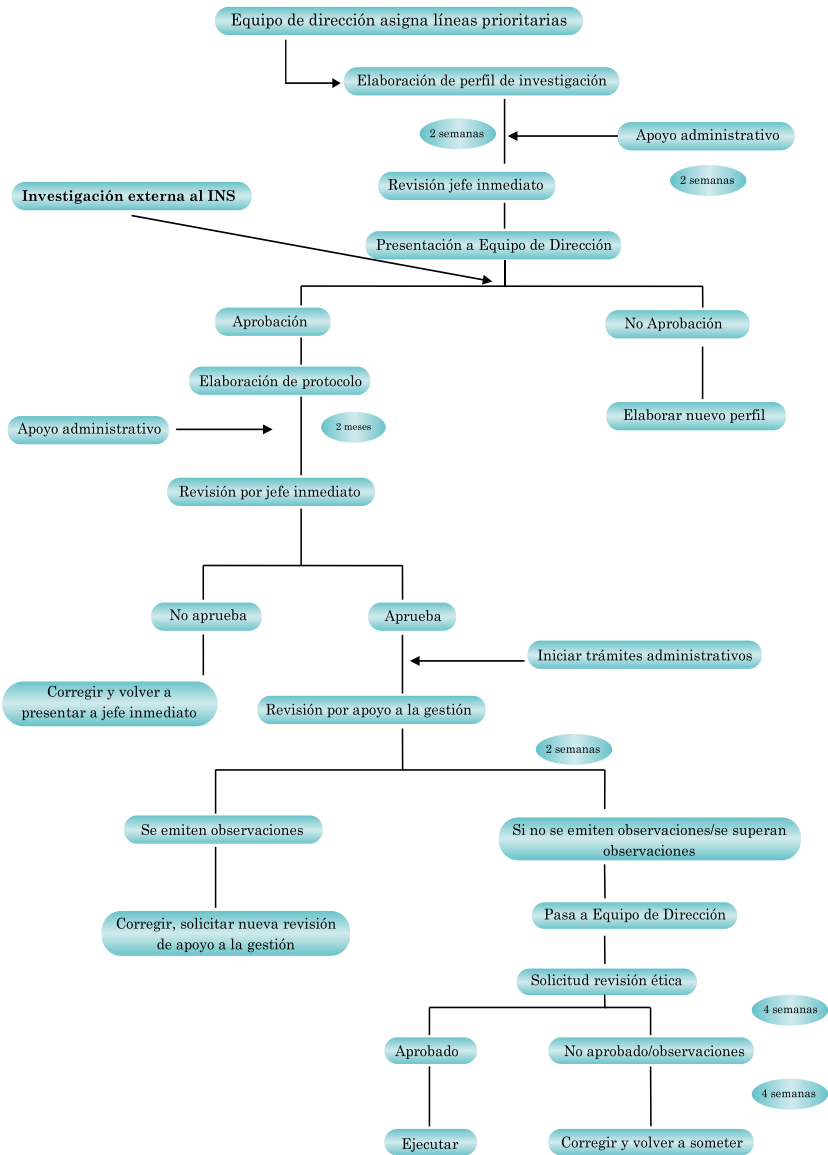 Equipo de dirección asigna líneas prioritarias
Elaboración de perfil de investigación
2 semanas
Apoyo administrativo
2 semanas
Revisión jefe inmediato
Investigación externa al INS
Presentación a Equipo de Dirección
Aprobación
No Aprobación
Elaboración de protocolo
Elaborar nuevo perfil
Apoyo administrativo
2 meses
Revisión por jefe inmediato
No aprueba
Aprueba
Iniciar trámites administrativos
Corregir y volver a
presentar a jefe inmediato
Revisión por apoyo a la gestión
2 semanas
Se emiten observaciones
Si no se emiten observaciones/se superan
observaciones
Corregir, solicitar nueva revisión
de apoyo a la gestión
Pasa a Equipo de Dirección
Solicitud revisión ética
4 semanas
Aprobado
No aprobado/observaciones
4 semanas
Ejecutar
Corregir y volver a someter